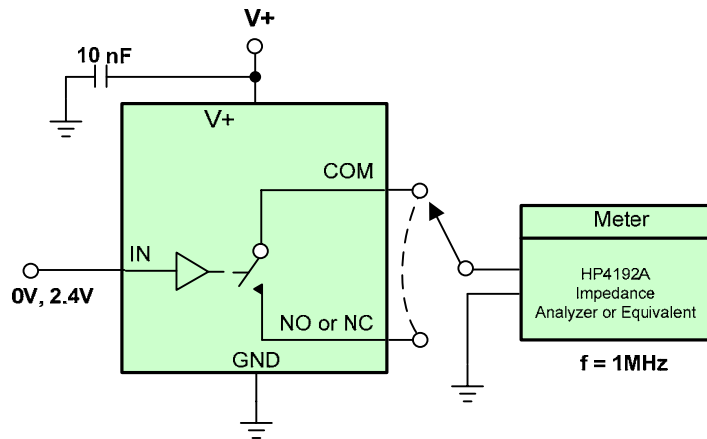 V+
10 nF
V+
COM
IN
0V, 2.4V
NO or NC
GND
Meter
HP4192A
Impedance
Analyzer or Equivalent
f = 1MHz